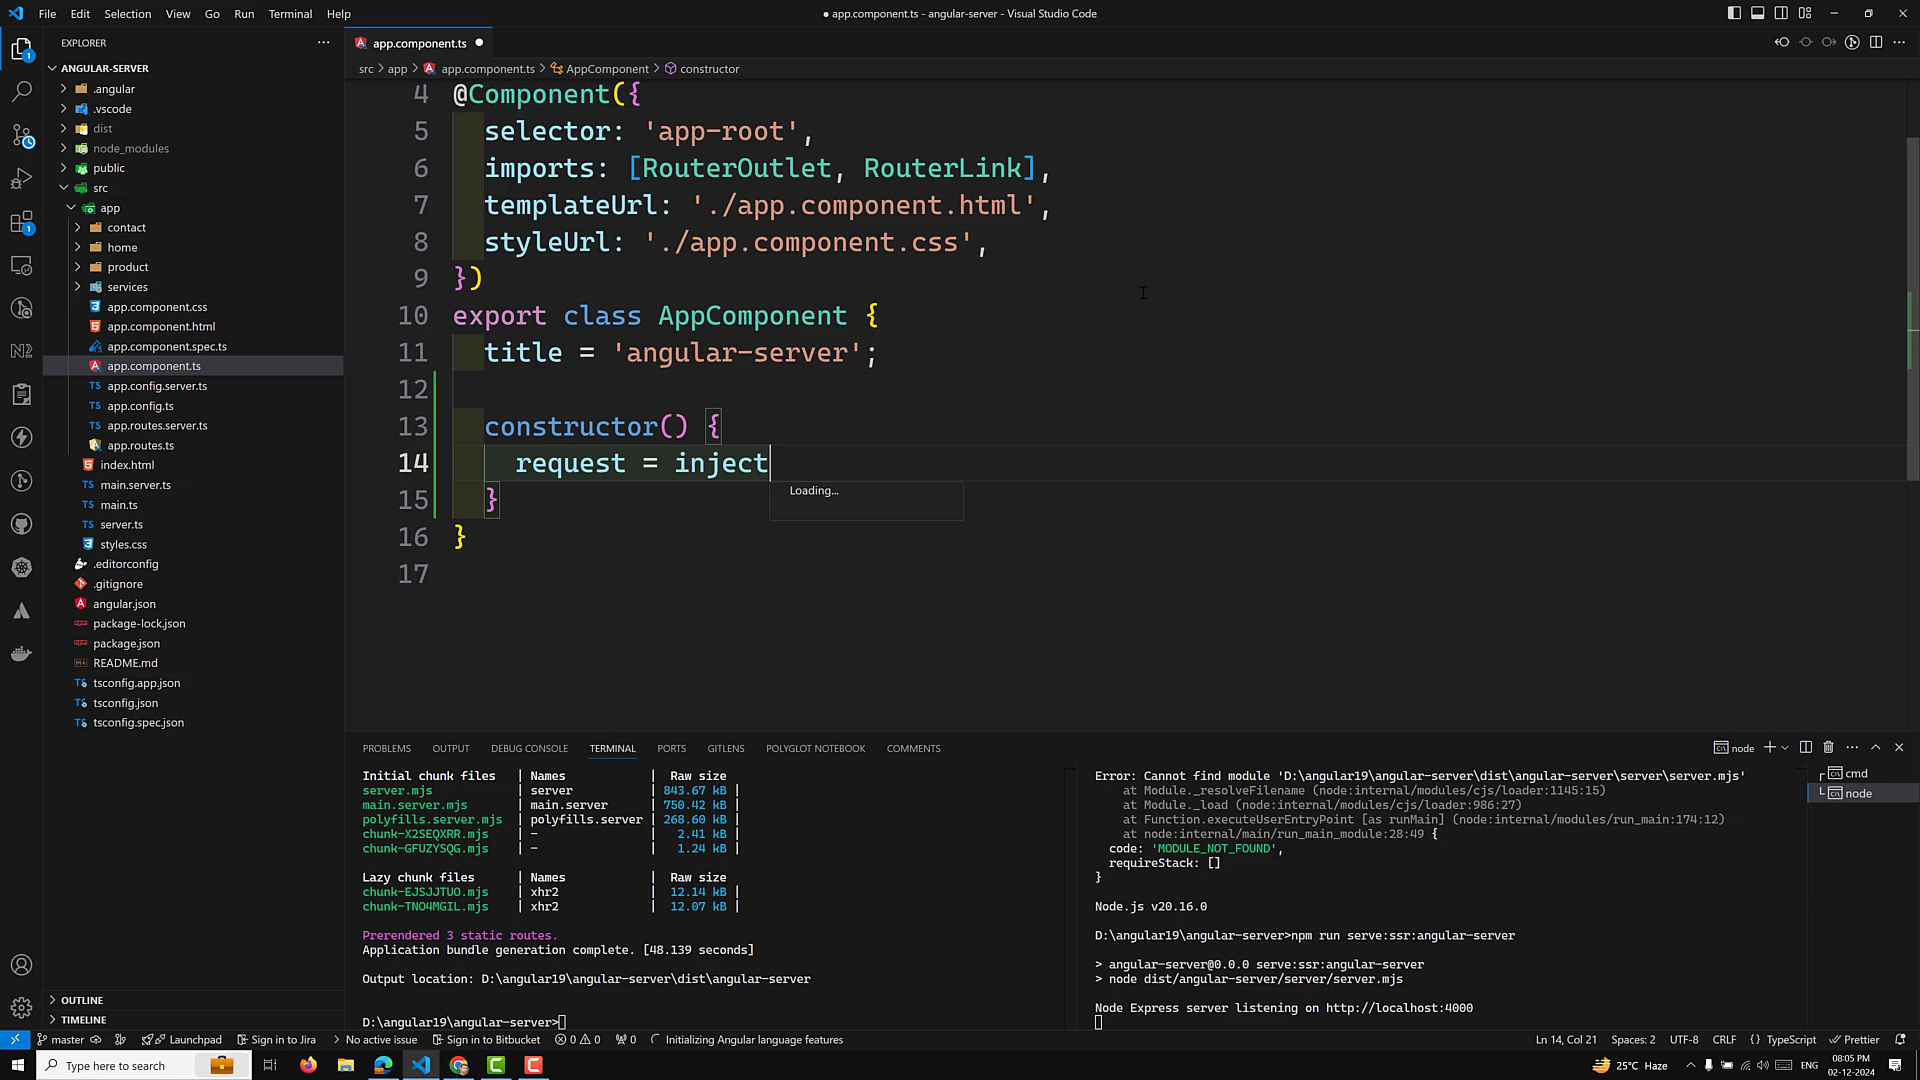 File Edit Selection View Go Run Terminal Help
● app.component.ts - angular-server - Visual Studio Code
EXPLORER
ANGULAR-SERVER
.angular
.vscode
dist
node_modules
public
src
app
contact
home
product
services
app.component.css
app.component.html
app.component.spec.ts
app.component.ts
app.config.server.ts
app.config.ts
app.routes.server.ts
app.routes.ts
index.html
main.server.ts
main.ts
server.ts
styles.css
.editorconfig
.gitignore
angular.json
package-lock.json
package.json
README.md
tsconfig.app.json
tsconfig.json
tsconfig.spec.json
OUTLINE
TIMELINE
app.component.ts ●
src > app > app.component.ts > AppComponent > constructor
4 @Component({
5 selector: 'app-root',
6 imports: [RouterOutlet, RouterLink],
7 templateUrl: './app.component.html',
8 styleUrl: './app.component.css',
9 })
10 export class AppComponent {
11 title = 'angular-server';
12
13 constructor() {
14 request = inject
Loading...
15 }
16 }
17
PROBLEMS OUTPUT DEBUG CONSOLE TERMINAL PORTS GITLENS POLYGLOT NOTEBOOK COMMENTS
node
Initial chunk files | Names | Raw size
server.mjs | server | 843.67 kB |
main.server.mjs | main.server | 750.42 kB |
polyfills.server.mjs | polyfills.server | 268.60 kB |
chunk-X2SEQXRR.mjs | - | 2.41 kB |
chunk-GFUZYSQG.mjs | - | 1.24 kB |
Lazy chunk files | Names | Raw size
chunk-EJSJJTUO.mjs | xhr2 | 12.14 kB |
chunk-TNO4MGIL.mjs | xhr2 | 12.07 kB |
Prerendered 3 static routes.
Application bundle generation complete. [48.139 seconds]
Output location: D:\angular19\angular-server\dist\angular-server
D:\angular19\angular-server>
Error: Cannot find module 'D:\angular19\angular-server\dist\angular-server\server\server.mjs'
at Module._resolveFilename (node:internal/modules/cjs/loader:1145:15)
at Module._load (node:internal/modules/cjs/loader:986:27)
at Function.executeUserEntryPoint [as runMain] (node:internal/modules/run_main:174:12)
at node:internal/main/run_main_module:28:49 {
code: 'MODULE_NOT_FOUND',
requireStack: []
}
Node.js v20.16.0
D:\angular19\angular-server>npm run serve:ssr:angular-server
> angular-server@0.0.0 serve:ssr:angular-server
> node dist/angular-server/server/server.mjs
Node Express server listening on http://localhost:4000
cmd
node
master Launchpad Sign in to Jira No active issue Sign in to Bitbucket 0 0 0 Initializing Angular language features
Ln 14, Col 21 Spaces: 2 UTF-8 CRLF {} TypeScript Prettier
Type here to search
25°C Haze
ENG
08:05 PM
02-12-2024